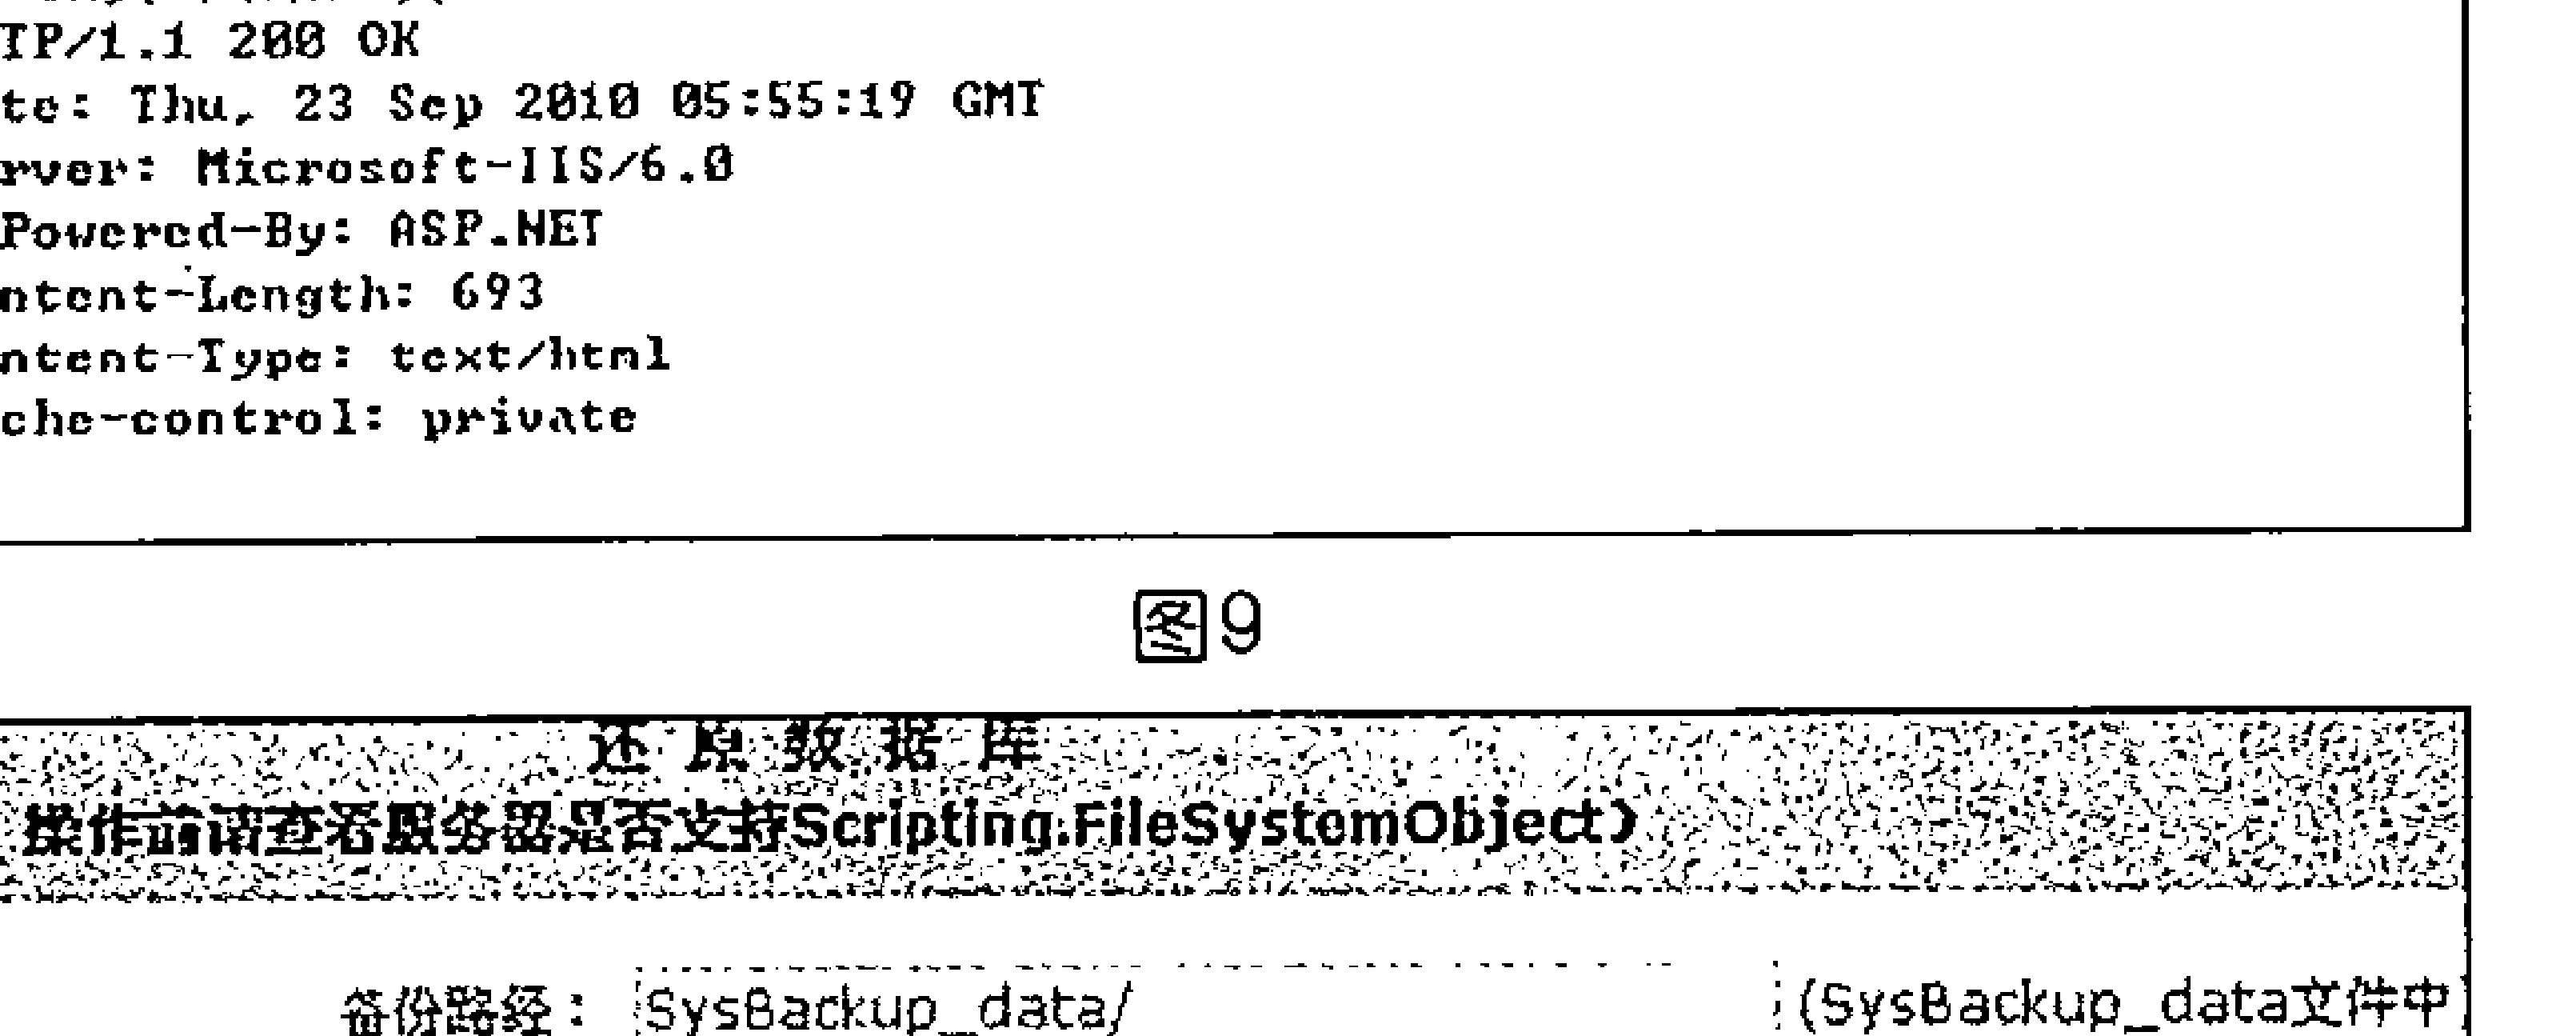 TP/1.1 200 OK
te: Thu, 23 Sep 2010 05:55:19 GMT
rver: Microsoft-IIS/6.0
Powered-By: ASP.NET
ntent-Length: 693
ntent-Type: text/html
che-control: private
图9
还原数据库
操作前请查看服务器是否支持Scripting.FileSystemObject)
备份路径: SysBackup_data/ (SysBackup_data文件中